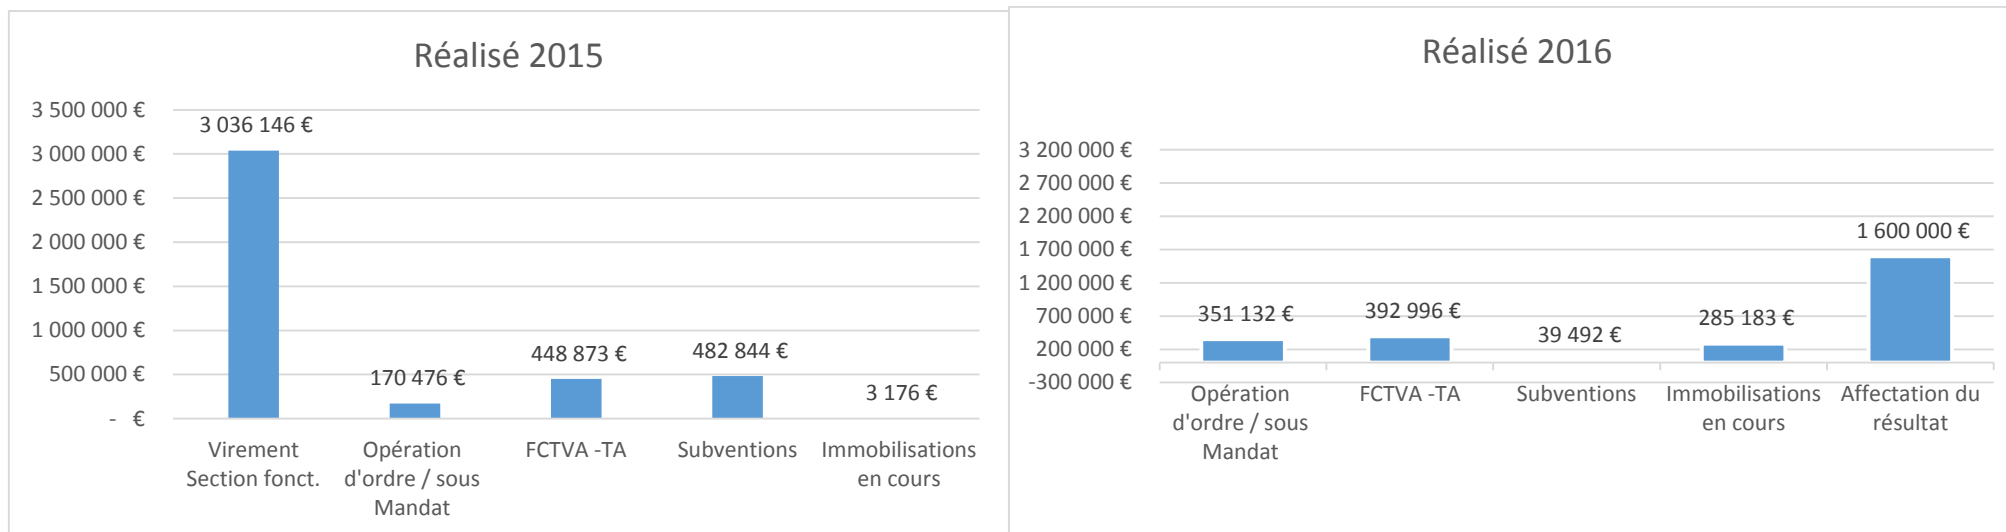 Réalisé 2015
3 500 000 €
3 000 000 €
2 500 000 €
2 000 000 €
1 500 000 €
1 000 000 €
500 000 €
- €
3 036 146 €
170 476 €
448 873 €
482 844 €
3 176 €
Virement
Section fonct.
Opération
d'ordre / sous
Mandat
FCTVA -TA
Subventions
Immobilisations
en cours
Réalisé 2016
3 200 000 €
2 700 000 €
2 200 000 €
1 700 000 €
1 200 000 €
700 000 €
200 000 €
-300 000 €
351 132 €
392 996 €
39 492 €
285 183 €
1 600 000 €
Opération
d'ordre / sous
Mandat
FCTVA -TA
Subventions
Immobilisations
en cours
Affectation du
résultat